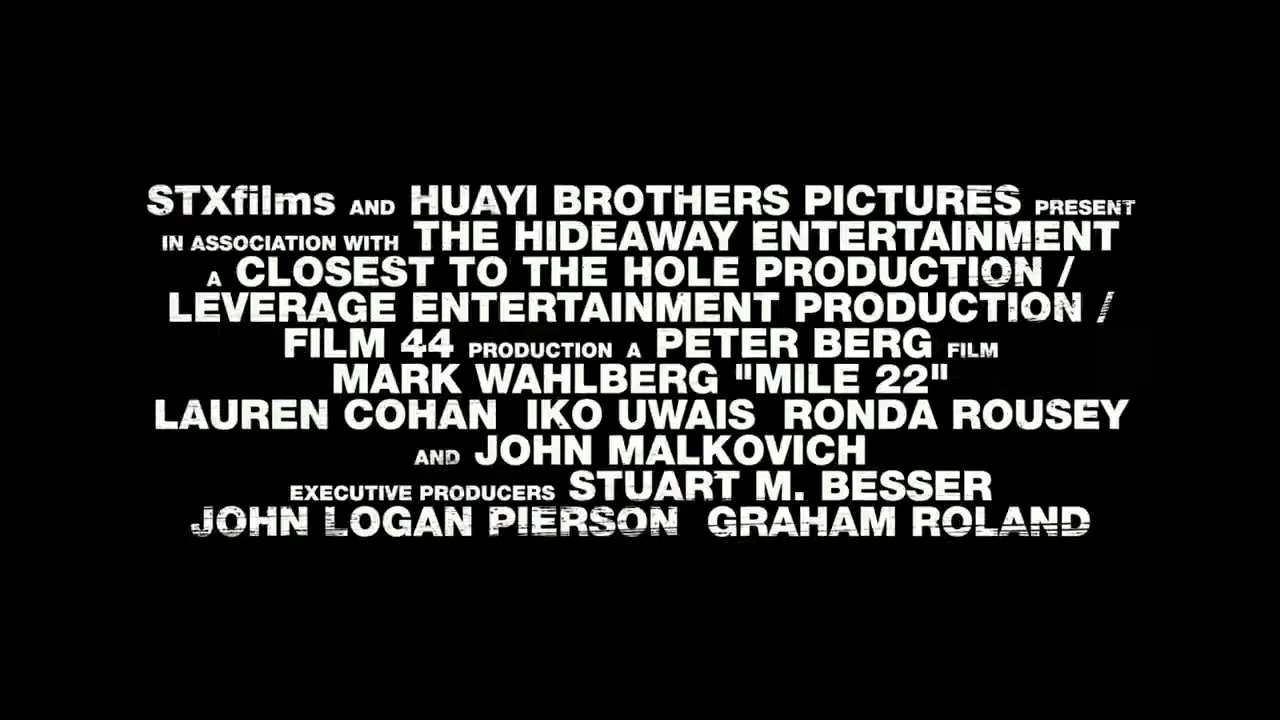 STXfilms AND HUAYI BROTHERS PICTURES PRESENT
IN ASSOCIATION WITH THE HIDEAWAY ENTERTAINMENT
A CLOSEST TO THE HOLE PRODUCTION /
LEVERAGE ENTERTAINMENT PRODUCTION /
FILM 44 PRODUCTION A PETER BERG FILM
MARK WAHLBERG "MILE 22"
LAUREN COHAN IKO UWAIS RONDA ROUSEY
AND JOHN MALKOVICH
EXECUTIVE PRODUCERS STUART M. BESSER
JOHN LOGAN PIERSON GRAHAM ROLAND